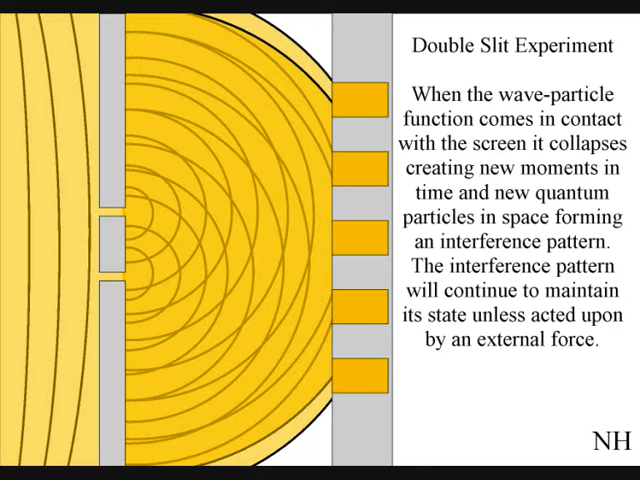 Double Slit Experiment
When the wave-particle
function comes in contact
with the screen it collapses
creating new moments in
time and new quantum
particles in space forming
an interference pattern.
The interference pattern
will continue to maintain
its state unless acted upon
by an external force.
NH